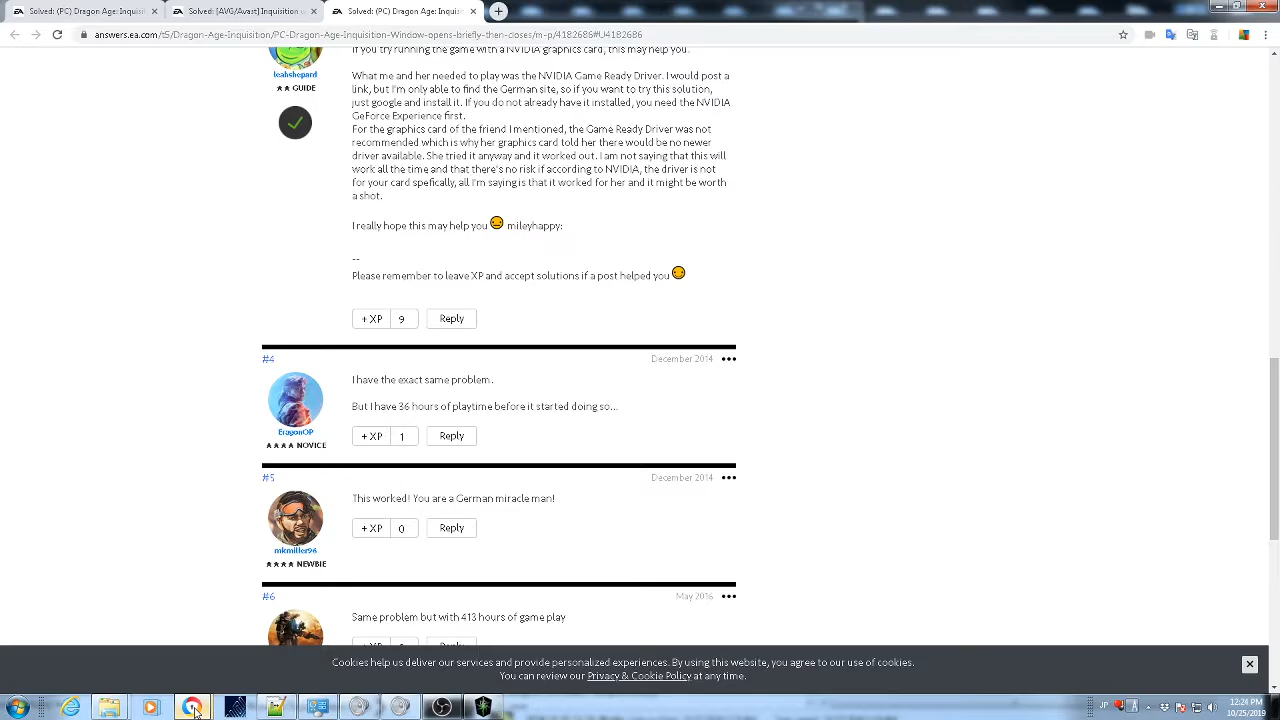 Solved: (PC) Dragon Age: Inquis
Solved: [AVG/Avast] Inquisition w
Solved: (PC) Dragon Age: Inquis
answers.ea.com/t5/Dragon-Age-Inquisition/PC-Dragon-Age-Inquisition-Window-opens-briefly-then-closes/m-p/4182686#U4182686
If you try running the game with a NVIDIA graphics card, this may help you.
leahshepard
GUIDE
What me and her needed to play was the NVIDIA Game Ready Driver. I would post a
link, but I'm only able to find the German site, so if you want to try this solution,
just google and install it. If you do not already have it installed, you need the NVIDIA
GeForce Experience first.
For the graphics card of the friend I mentioned, the Game Ready Driver was not
recommended which is why her graphics card told her there would be no newer
driver available. She tried it anyway and it worked out. I am not saying that this will
work all the time and that there's no risk if according to NVIDIA, the driver is not
for your card spefically, all I'm saying is that it worked for her and it might be worth
a shot.
I really hope this may help you mileyhappy:
--
Please remember to leave XP and accept solutions if a post helped you
+ XP 9 Reply
#4 December 2014
I have the exact same problem.
But I have 36 hours of playtime before it started doing so...
EragonOP
NOVICE
+ XP 1 Reply
#5 December 2014
This worked! You are a German miracle man!
+ XP 0 Reply
mkmiller96
NEWBIE
#6 May 2016
Same problem but with 413 hours of game play
Cookies help us deliver our services and provide personalized experiences. By using this website, you agree to our use of cookies.
You can review our Privacy & Cookie Policy at any time.
JP
12:24 PM
10/25/2019